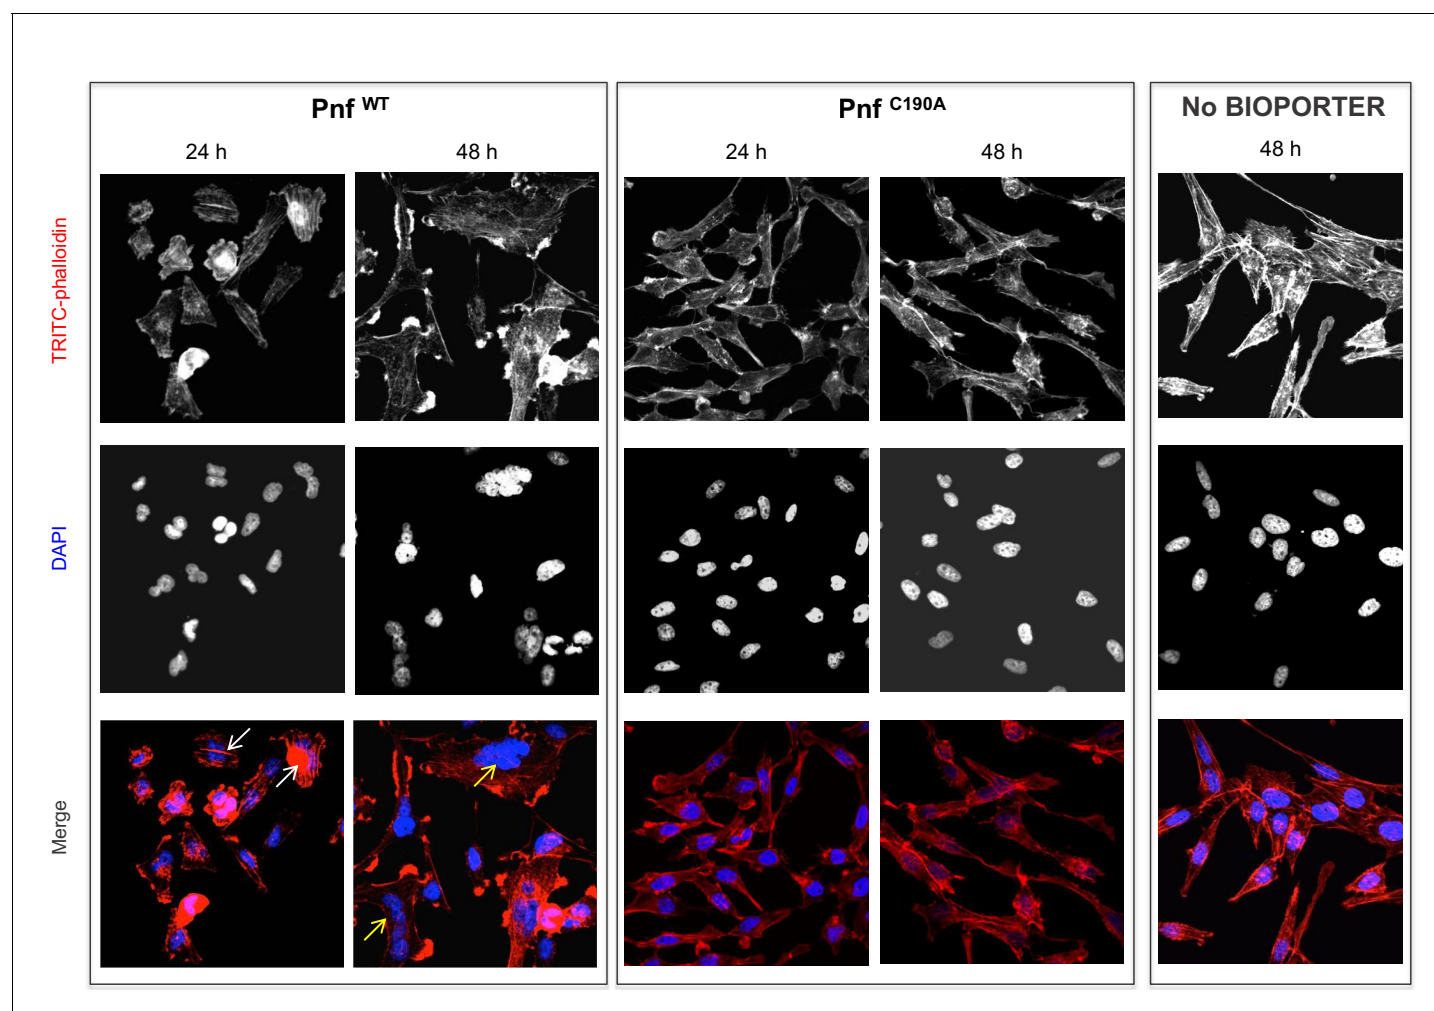 Pnf WT
Pnf C190A
No BIOPORTER
24 h
48 h
24 h
48 h
48 h
TRITC-phalloidin
DAPI
Merge